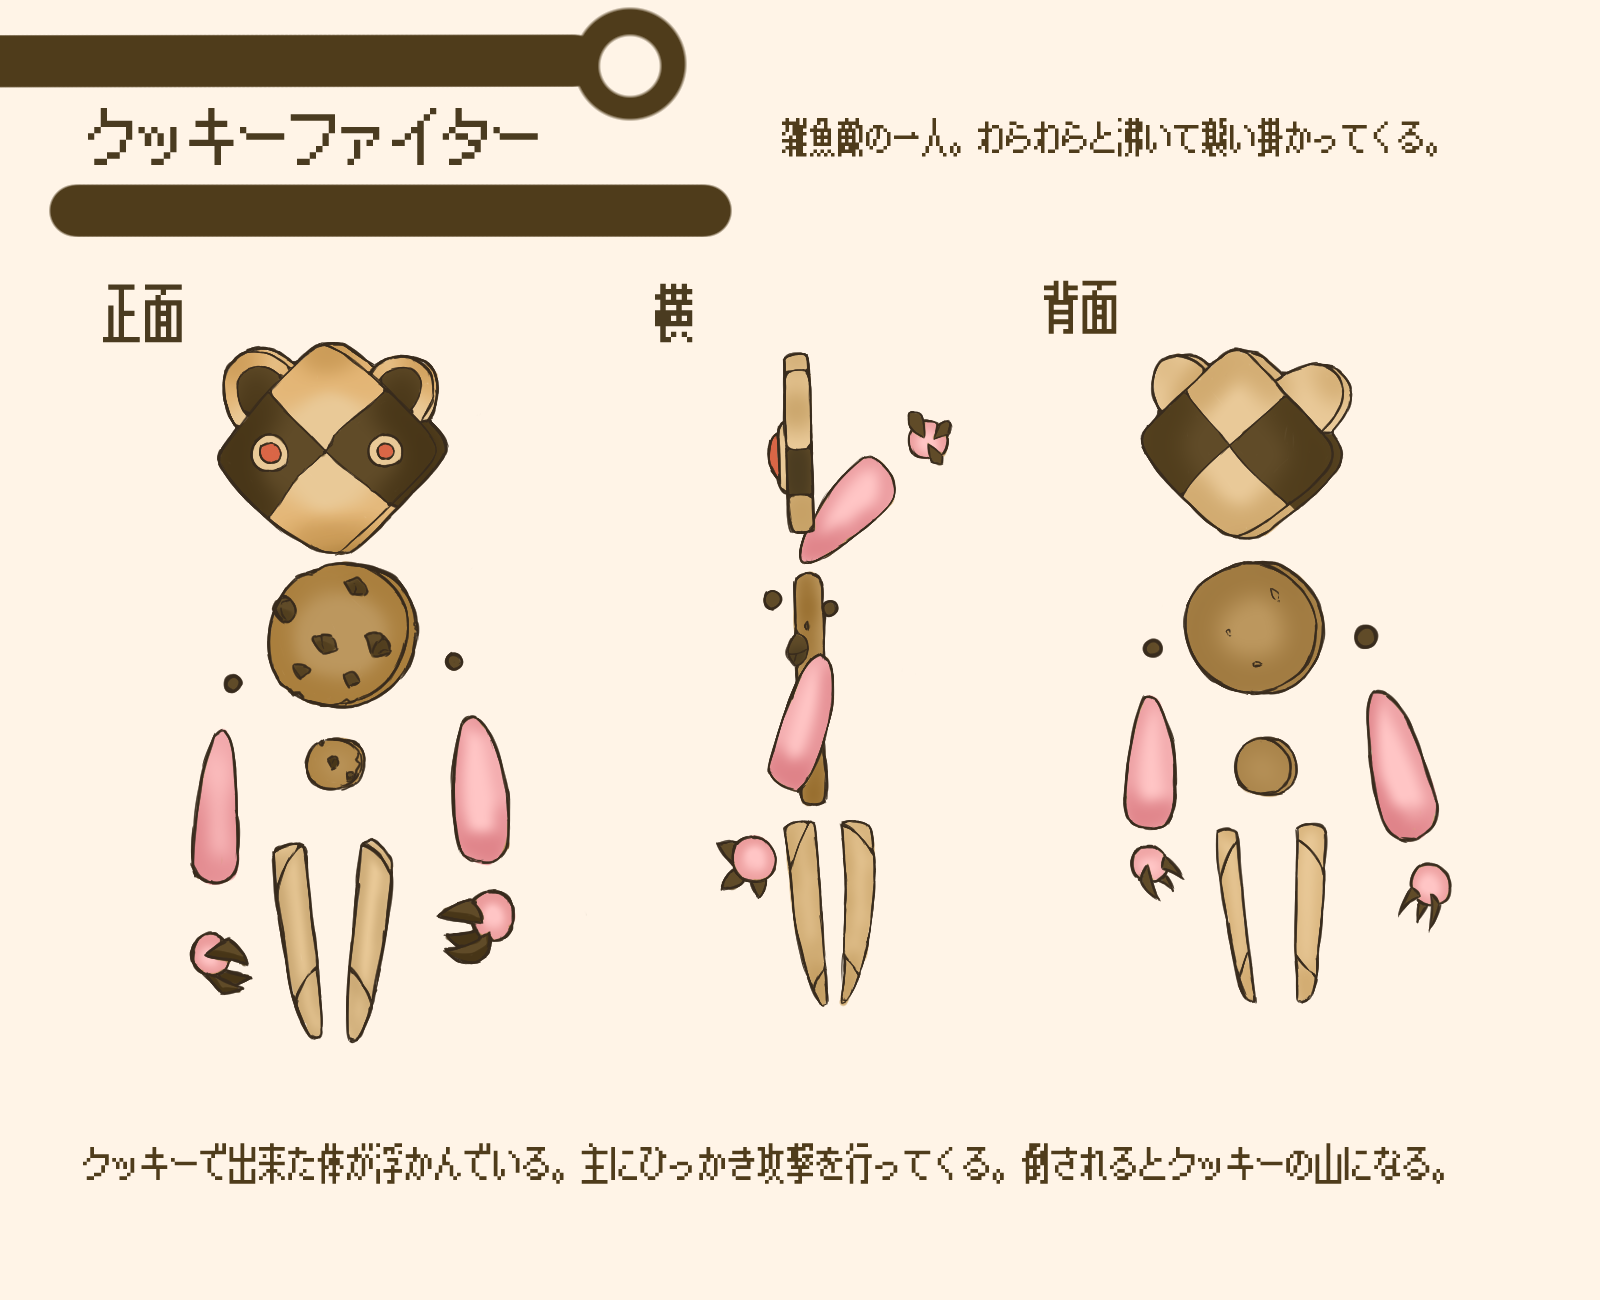 クッキーファイター
雑魚敵の一人。わらわらと沸いて襲い掛かってくる。
正面
横
背面
クッキーで出来た体が浮かんでいる。主にひっかき攻撃を行ってくる。倒されるとクッキーの山になる。